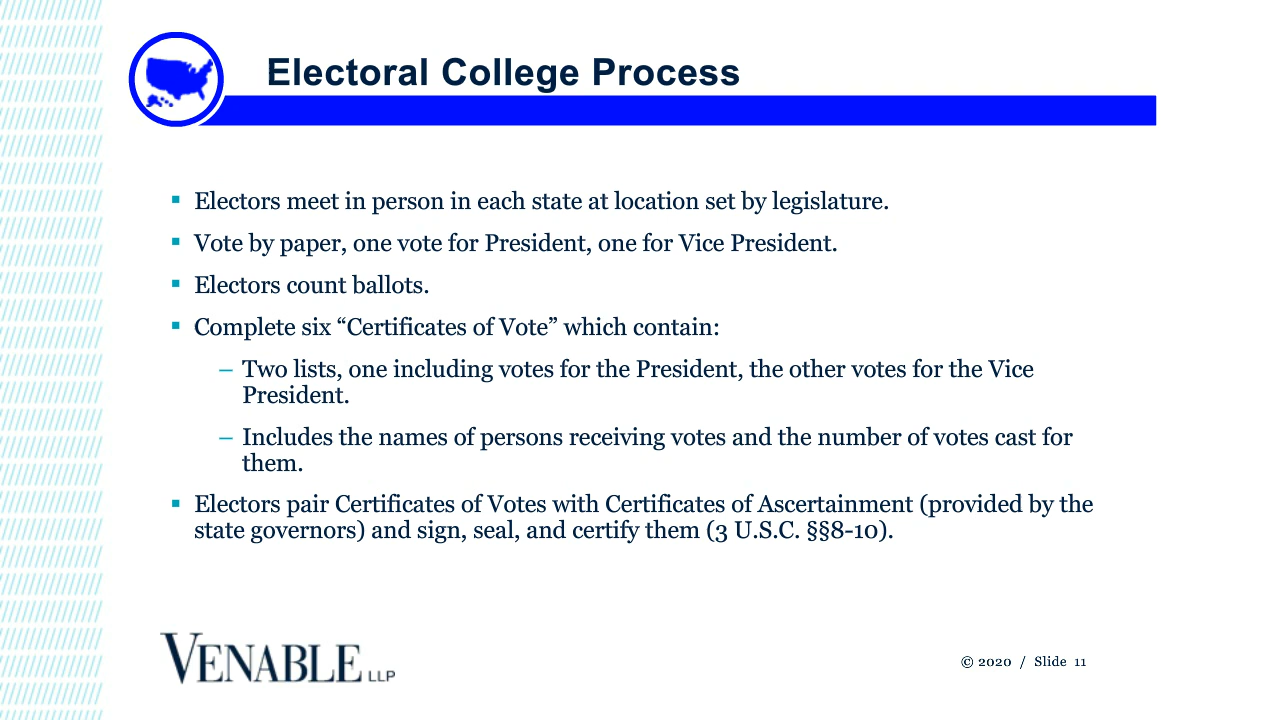 Electoral College Process
▪ Electors meet in person in each state at location set by legislature.
▪ Vote by paper, one vote for President, one for Vice President.
▪ Electors count ballots.
▪ Complete six “Certificates of Vote” which contain:
– Two lists, one including votes for the President, the other votes for the Vice
President.
– Includes the names of persons receiving votes and the number of votes cast for
them.
▪ Electors pair Certificates of Votes with Certificates of Ascertainment (provided by the
state governors) and sign, seal, and certify them (3 U.S.C. §§8-10).
VENABLE LLP
© 2020 / Slide 11